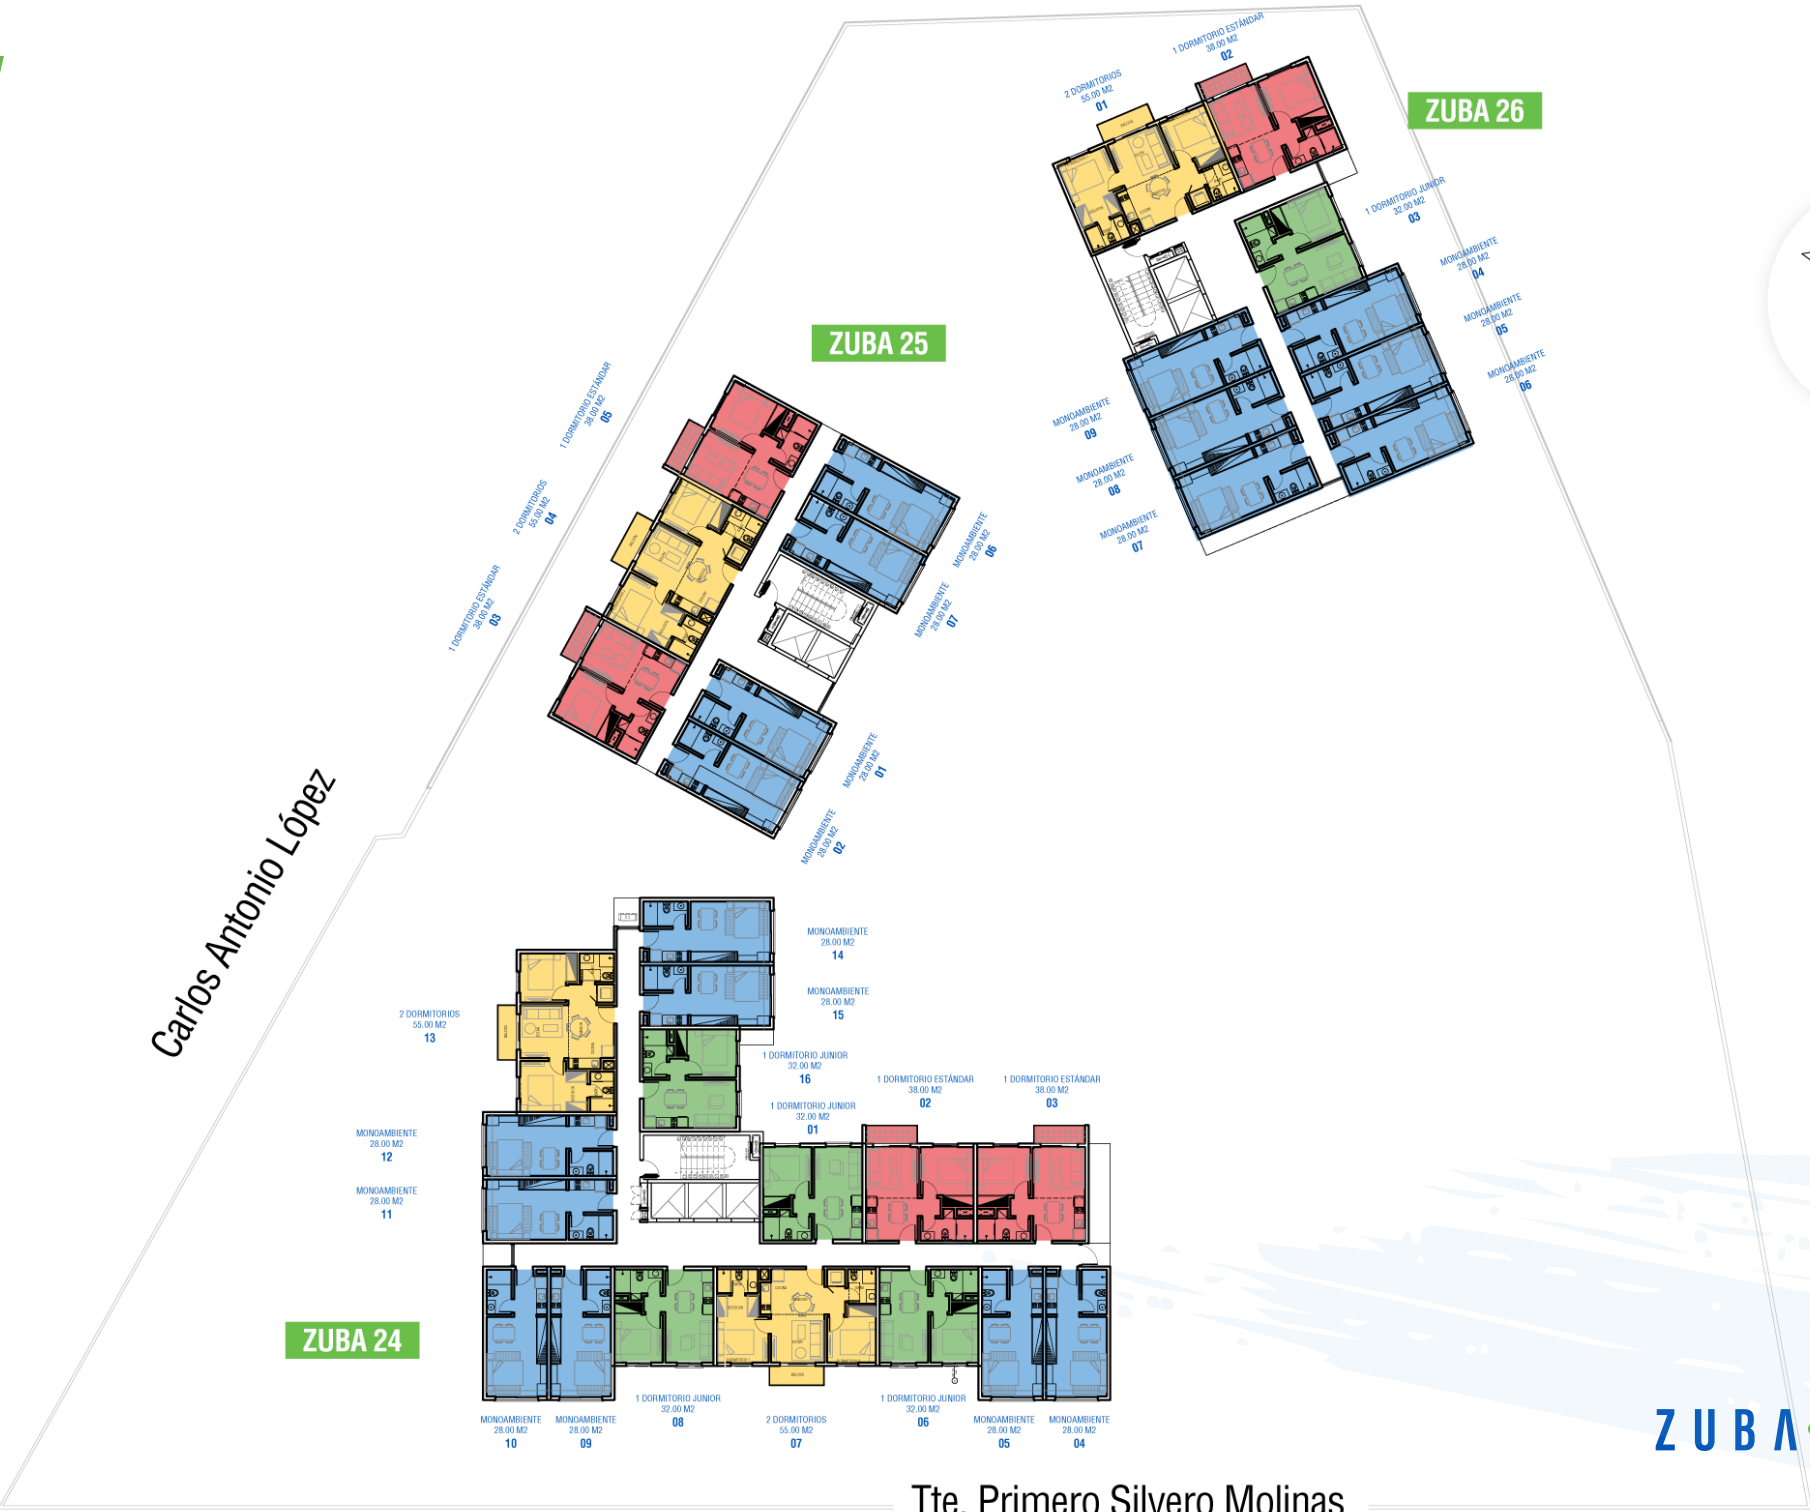 1 DORMITORIO ESTÁNDAR
38.00 M2
02
2 DORMITORIOS
55.00 M2
01
ZUBA 26
1 DORMITORIO JUNIOR
32.00 M2
03
MONOAMBIENTE
28.00 M2
04
MONOAMBIENTE
28.00 M2
05
MONOAMBIENTE
28.00 M2
06
MONOAMBIENTE
28.00 M2
09
MONOAMBIENTE
28.00 M2
08
MONOAMBIENTE
28.00 M2
07
ZUBA 25
1 DORMITORIO ESTÁNDAR
38.00 M2
05
2 DORMITORIOS
55.00 M2
04
1 DORMITORIO ESTÁNDAR
38.00 M2
03
MONOAMBIENTE
28.00 M2
06
MONOAMBIENTE
28.00 M2
07
MONOAMBIENTE
28.00 M2
01
MONOAMBIENTE
28.00 M2
02
Carlos Antonio López
MONOAMBIENTE
28.00 M2
14
MONOAMBIENTE
28.00 M2
15
2 DORMITORIOS
55.00 M2
13
1 DORMITORIO JUNIOR
32.00 M2
16
1 DORMITORIO JUNIOR
32.00 M2
01
1 DORMITORIO ESTÁNDAR
38.00 M2
02
1 DORMITORIO ESTÁNDAR
38.00 M2
03
MONOAMBIENTE
28.00 M2
12
MONOAMBIENTE
28.00 M2
11
ZUBA 24
MONOAMBIENTE
28.00 M2
10
MONOAMBIENTE
28.00 M2
09
1 DORMITORIO JUNIOR
32.00 M2
08
2 DORMITORIOS
55.00 M2
07
1 DORMITORIO JUNIOR
32.00 M2
06
MONOAMBIENTE
28.00 M2
05
MONOAMBIENTE
28.00 M2
04
ZUBA
Tte. Primero Silvero Molinas